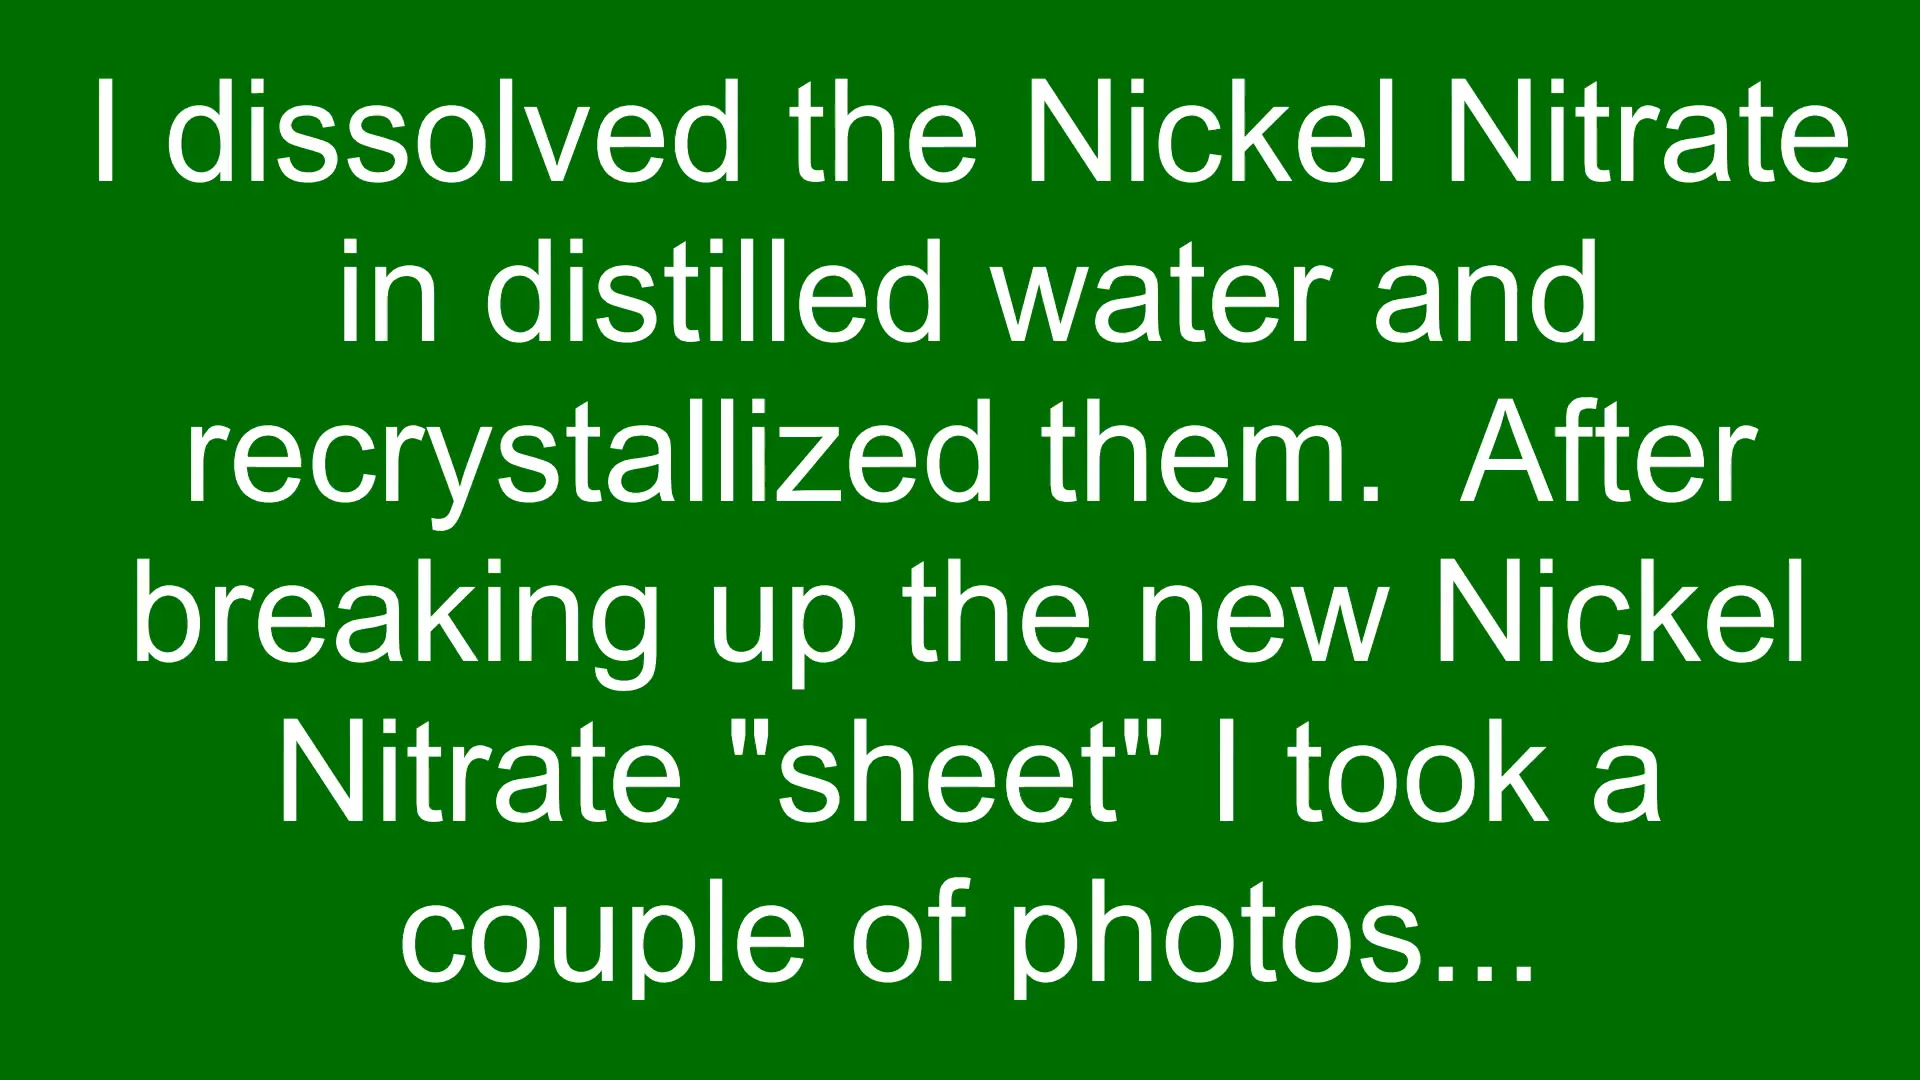 I dissolved the Nickel Nitrate
in distilled water and
recrystallized them.  After
breaking up the new Nickel
Nitrate "sheet" I took a
couple of photos...